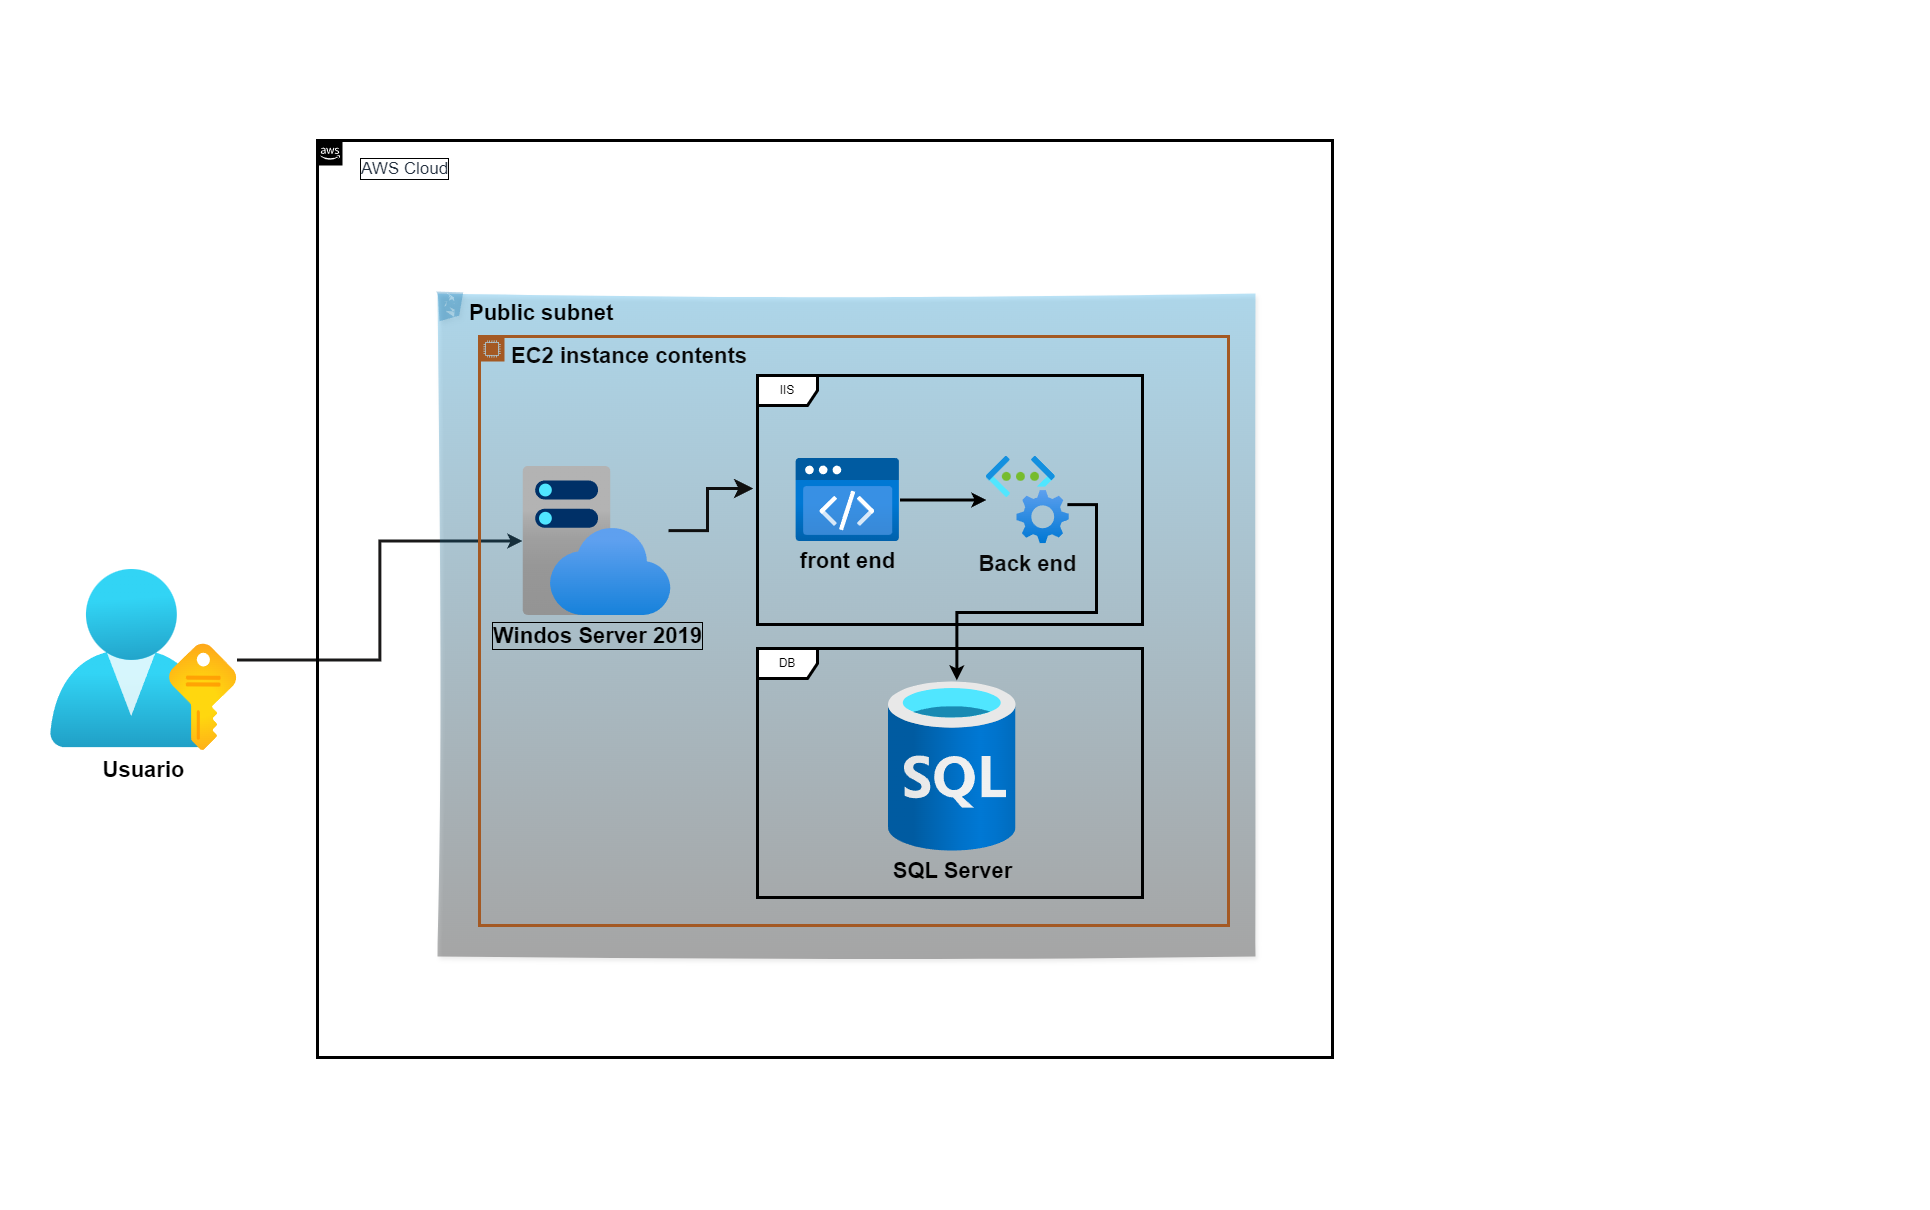 aws
AWS Cloud
Public subnet
EC2 instance contents
IIS
front end
Back end
Windos Server 2019
DB
SQL
SQL Server
Usuario